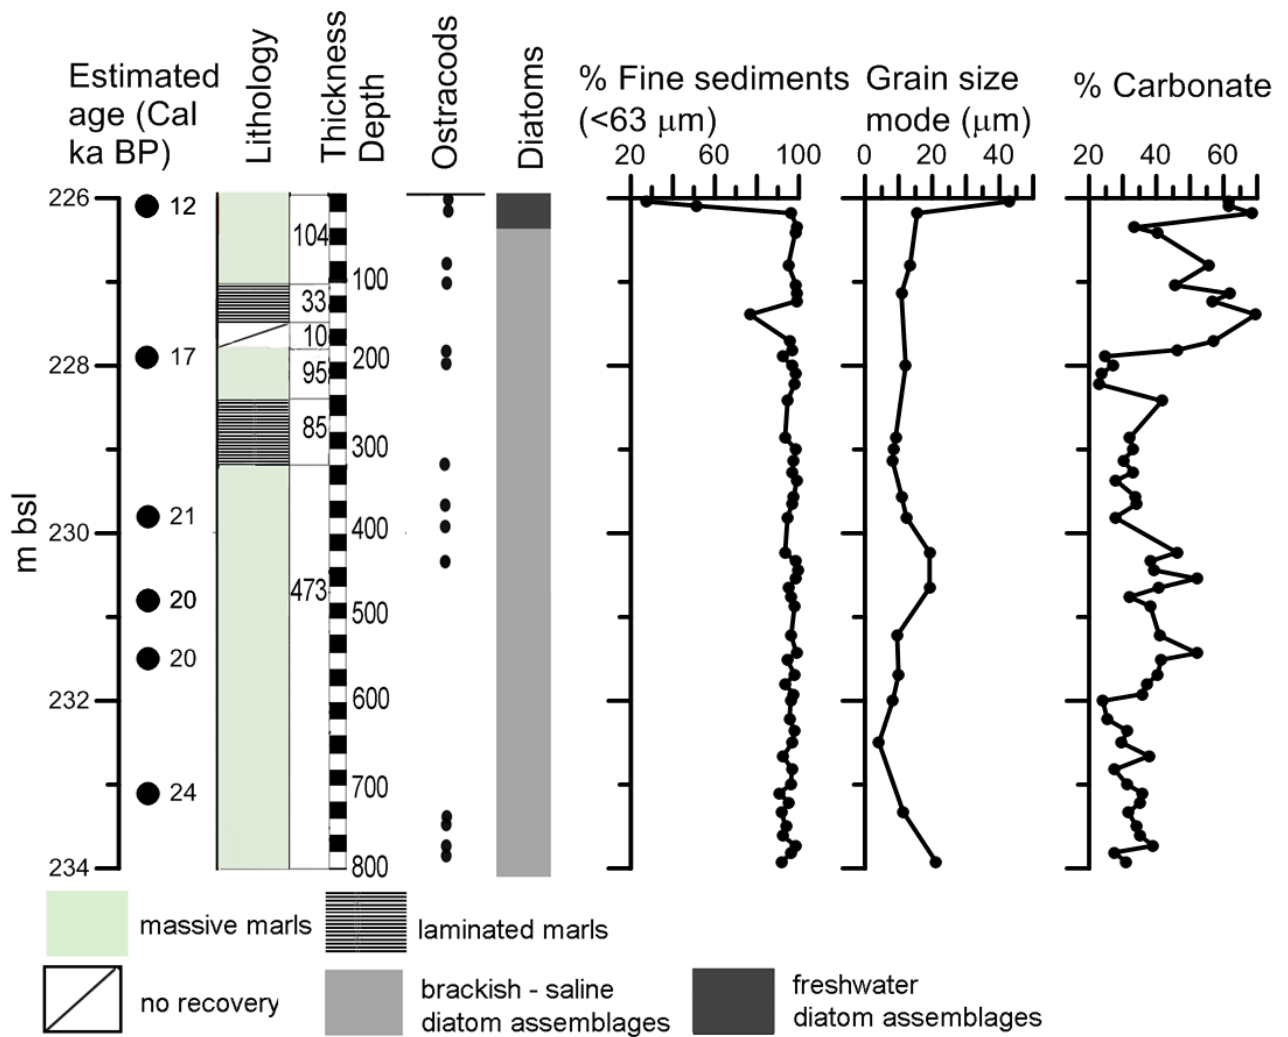 Estimated
age (Cal
ka BP)
Lithology
Thickness
Depth
Ostracods
Diatoms
% Fine sediments
(<63 μm)
Grain size
mode (μm)
% Carbonate
20 60 100
0 20 40
20 40 60
m bsl
226
228
230
232
234
12
17
21
20
20
24
104
33
10
95
85
473
100
200
300
400
500
600
700
800
massive marls
laminated marls
no recovery
brackish - saline
diatom assemblages
freshwater
diatom assemblages